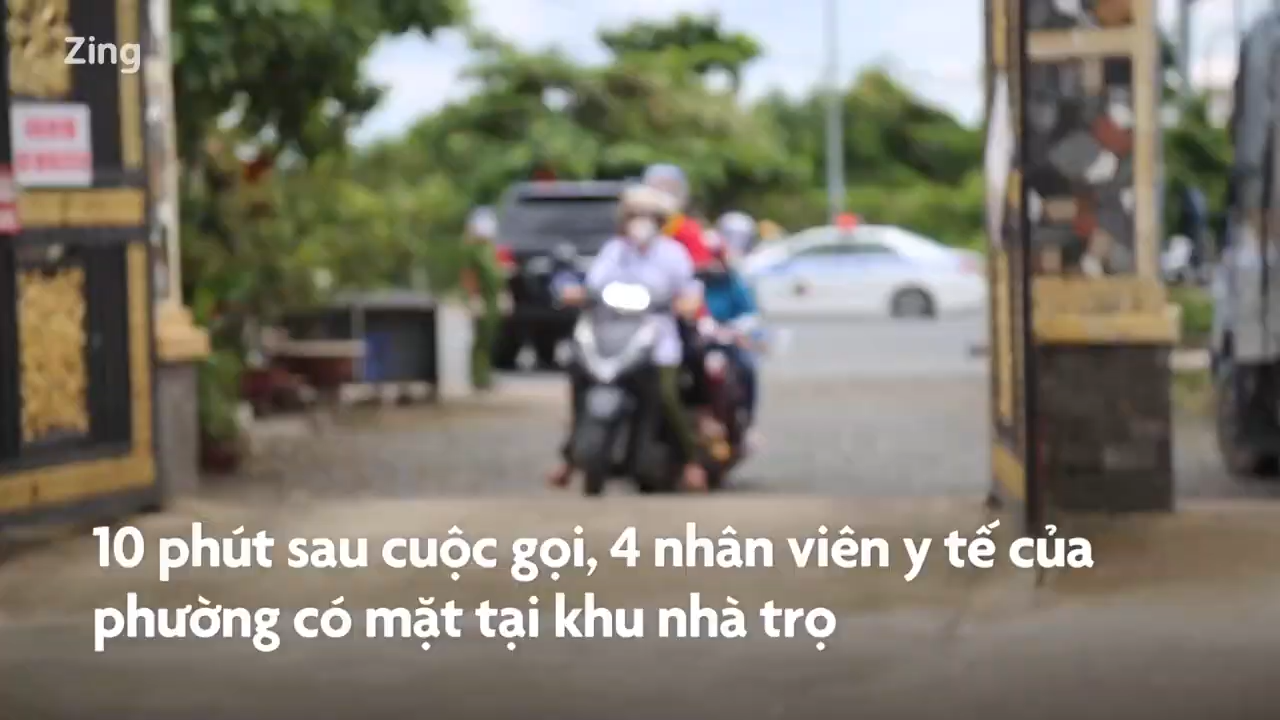 Zing
10 phút sau cuộc gọi, 4 nhân viên y tế của
phường có mặt tại khu nhà trọ